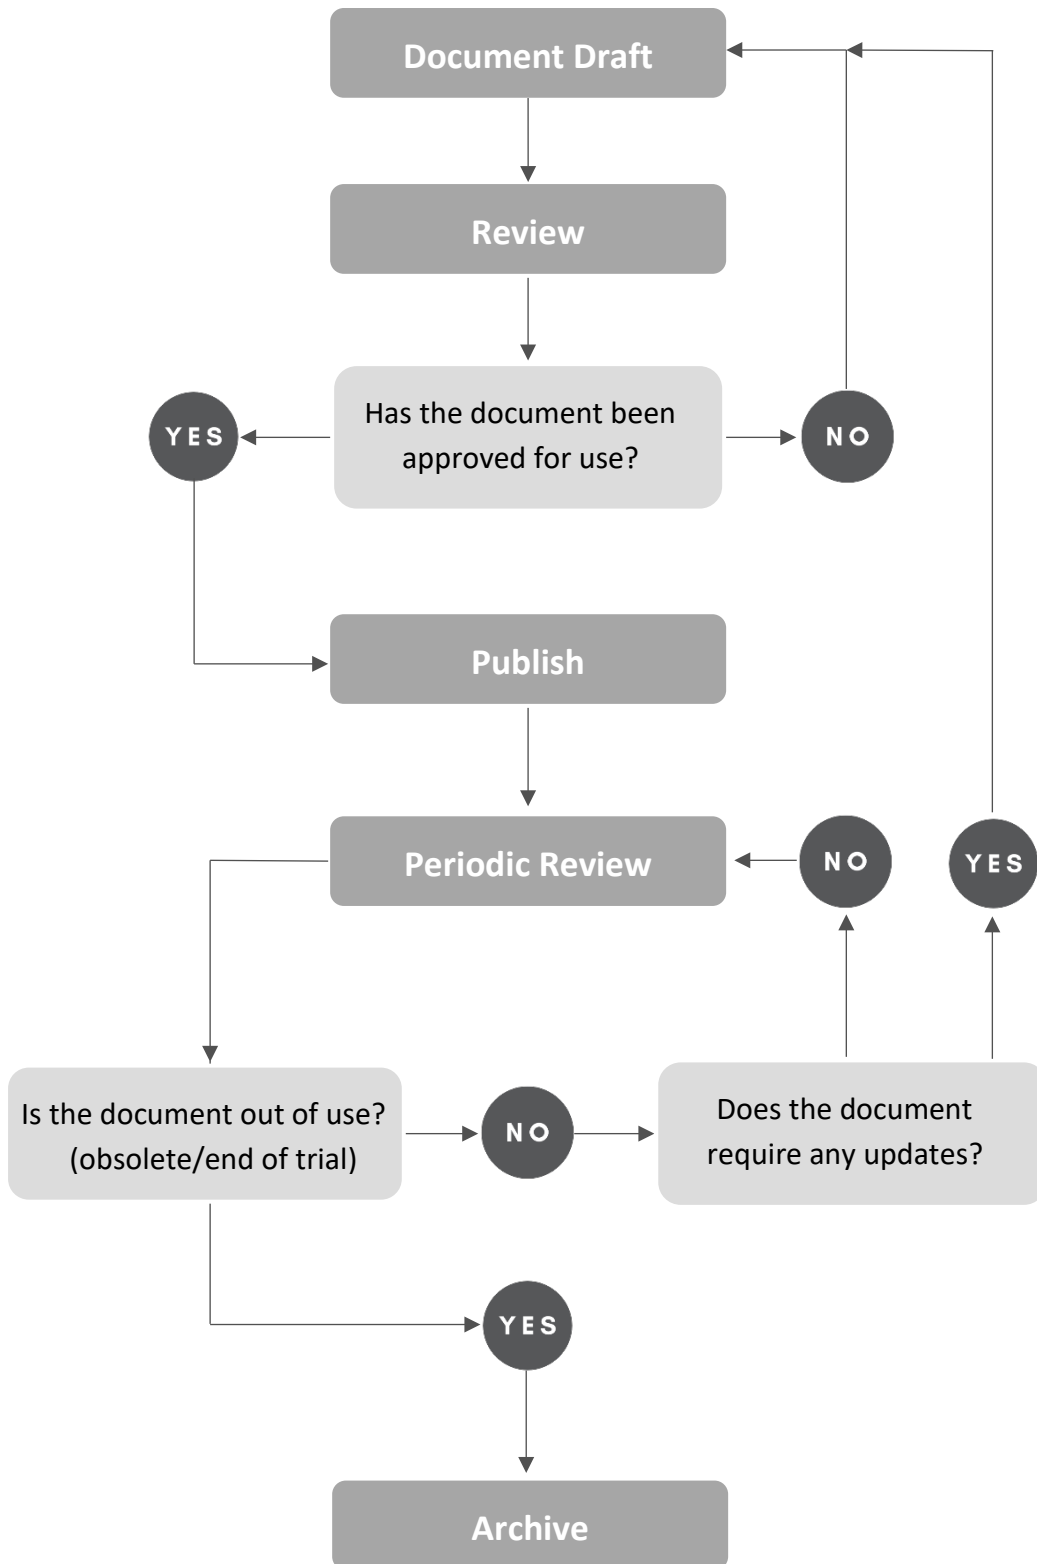 Document Draft
Review
Has the document been
approved for use?
YES
NO
Publish
Periodic Review
NO
YES
Is the document out of use?
(obsolete/end of trial)
NO
Does the document
require any updates?
YES
Archive